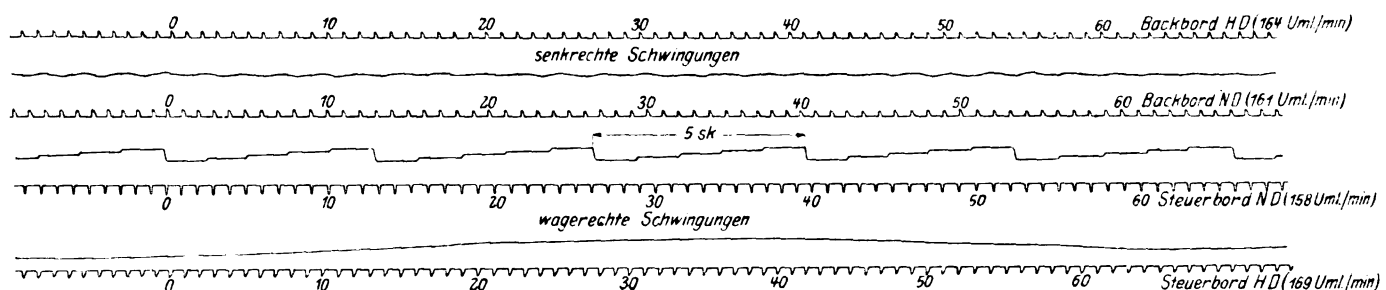 0 10 20 30 40 50 60 Backbord HD (164 Uml/min)
senkrechte Schwingungen
0 10 20 30 40 50 60 Backbord ND (161 Uml./min)
5 sk
0 10 20 30 40 50 60 Steuerbord ND (158 Uml./min)
wagerechte Schwingungen
0 10 20 30 40 50 60 Steuerbord HD (169 Uml./min)